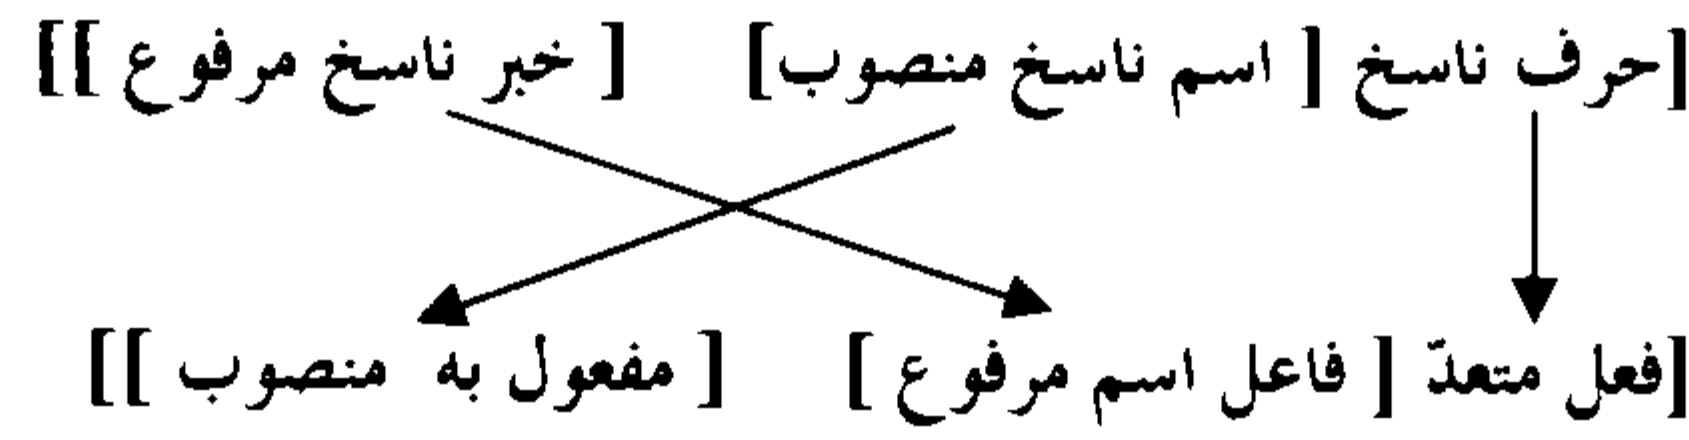 [حرف ناسخ [ اسم ناسخ منصوب] [ خبر ناسخ مرفوع ]]
[فعل متعدّ [ فاعل اسم مرفوع ] [ مفعول به منصوب ]]